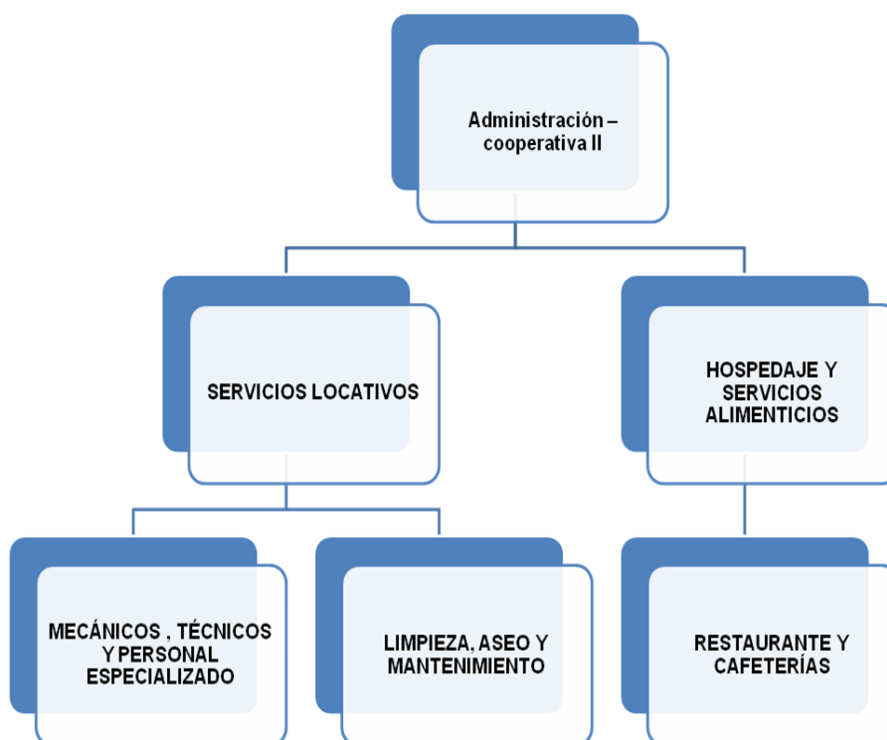 Administración –
cooperativa II
SERVICIOS LOCATIVOS
HOSPEDAJE Y
SERVICIOS
ALIMENTICIOS
MECÁNICOS , TÉCNICOS
Y PERSONAL
ESPECIALIZADO
LIMPIEZA, ASEO Y
MANTENIMIENTO
RESTAURANTE Y
CAFETERÍAS